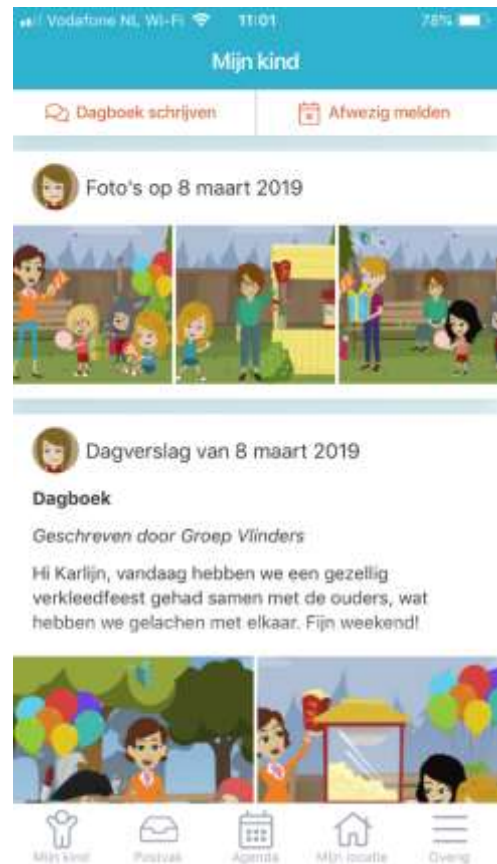 Vodafone NL Wi-Fi 11:01 78%
Mijn kind
Dagboek schrijven
Afwezig melden
Foto's op 8 maart 2019
Dagverslag van 8 maart 2019
Dagboek
Geschreven door Groep Vlinders
Hi Karlijn, vandaag hebben we een gezellig
verkleedfeest gehad samen met de ouders, wat
hebben we gelachen met elkaar. Fijn weekend!
Mijn kind
Postvak
Agenda
Mijn locatie
Overig